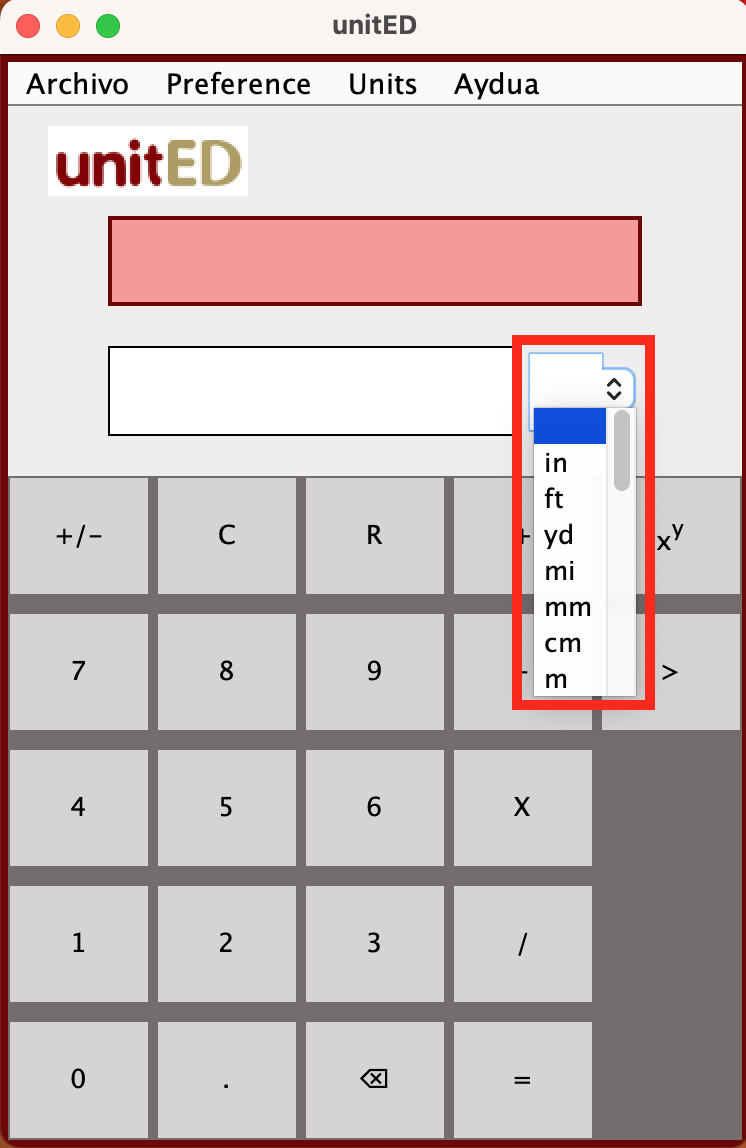 unitED
Archivo Preference Units Aydua
unitED
in
ft
yd
mi
mm
cm
m
+/- C R + xʸ
7 8 9 - >
4 5 6 X
1 2 3 /
0 . ⌫ =